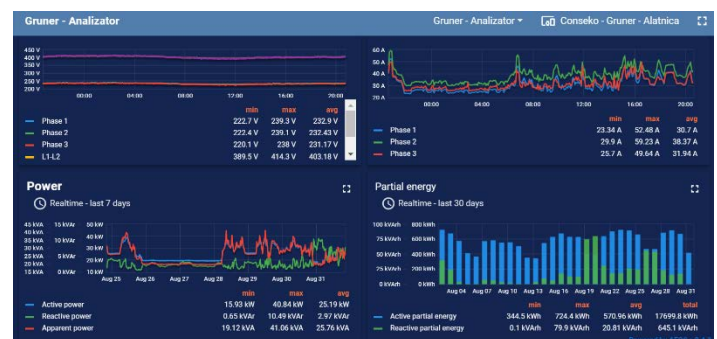 Gruner - Analizator
Gruner - Analizator
Conseko - Gruner - Alatnica
450 V
400 V
350 V
300 V
250 V
200 V
00:00 04:00 08:00 12:00 16:00 20:00
min max avg
Phase 1 222.7 V 239.3 V 232.9 V
Phase 2 222.4 V 239.1 V 232.43 V
Phase 3 220.1 V 238 V 231.17 V
L1-L2 389.5 V 414.3 V 403.18 V
60 A
50 A
40 A
30 A
20 A
00:00 04:00 08:00 12:00 16:00 20:00
min max avg
Phase 1 23.34 A 52.48 A 30.7 A
Phase 2 29.9 A 59.23 A 38.37 A
Phase 3 25.7 A 49.64 A 31.94 A
Power
Realtime - last 7 days
45 kVA 15 kVAr 50 kW
40 kVA
35 kVA 10 kVAr 40 kW
30 kVA 30 kW
25 kVA 5 kVAr
20 kVA 20 kW
15 kVA 0 kVAr 10 kW
Aug 25 Aug 26 Aug 27 Aug 28 Aug 29 Aug 30 Aug 31
min max avg
Active power 15.93 kW 40.84 kW 25.19 kW
Reactive power 0.65 kVAr 10.49 kVAr 2.97 kVAr
Apparent power 19.12 kVA 41.06 kVA 25.76 kVA
Partial energy
Realtime - last 30 days
100 kVArh 800 kWh
75 kVArh 600 kWh
50 kVArh 400 kWh
25 kVArh 200 kWh
0 kVArh 0 kWh
Aug 04 Aug 07 Aug 10 Aug 13 Aug 16 Aug 19 Aug 22 Aug 25 Aug 28 Aug 31
min max avg total
Active partial energy 344.5 kWh 724.4 kWh 570.96 kWh 17699.8 kWh
Reactive partial energy 0.1 kVArh 79.9 kVArh 20.81 kVArh 645.1 kVArh